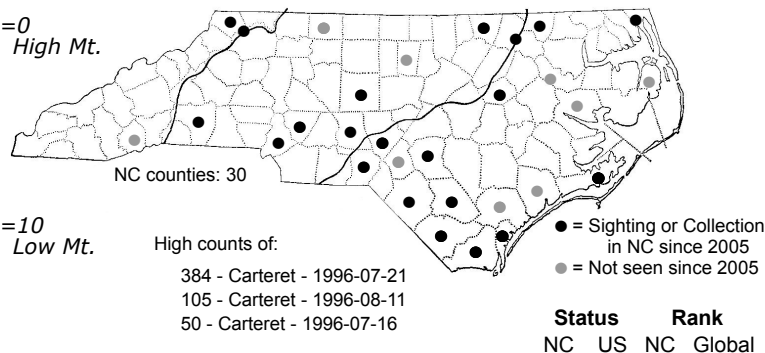 =0
High Mt.
NC counties: 30
=10
Low Mt.
High counts of:
384 - Carteret - 1996-07-21
105 - Carteret - 1996-08-11
50 - Carteret - 1996-07-16
= Sighting or Collection
in NC since 2005
= Not seen since 2005
Status Rank
NC US NC Global